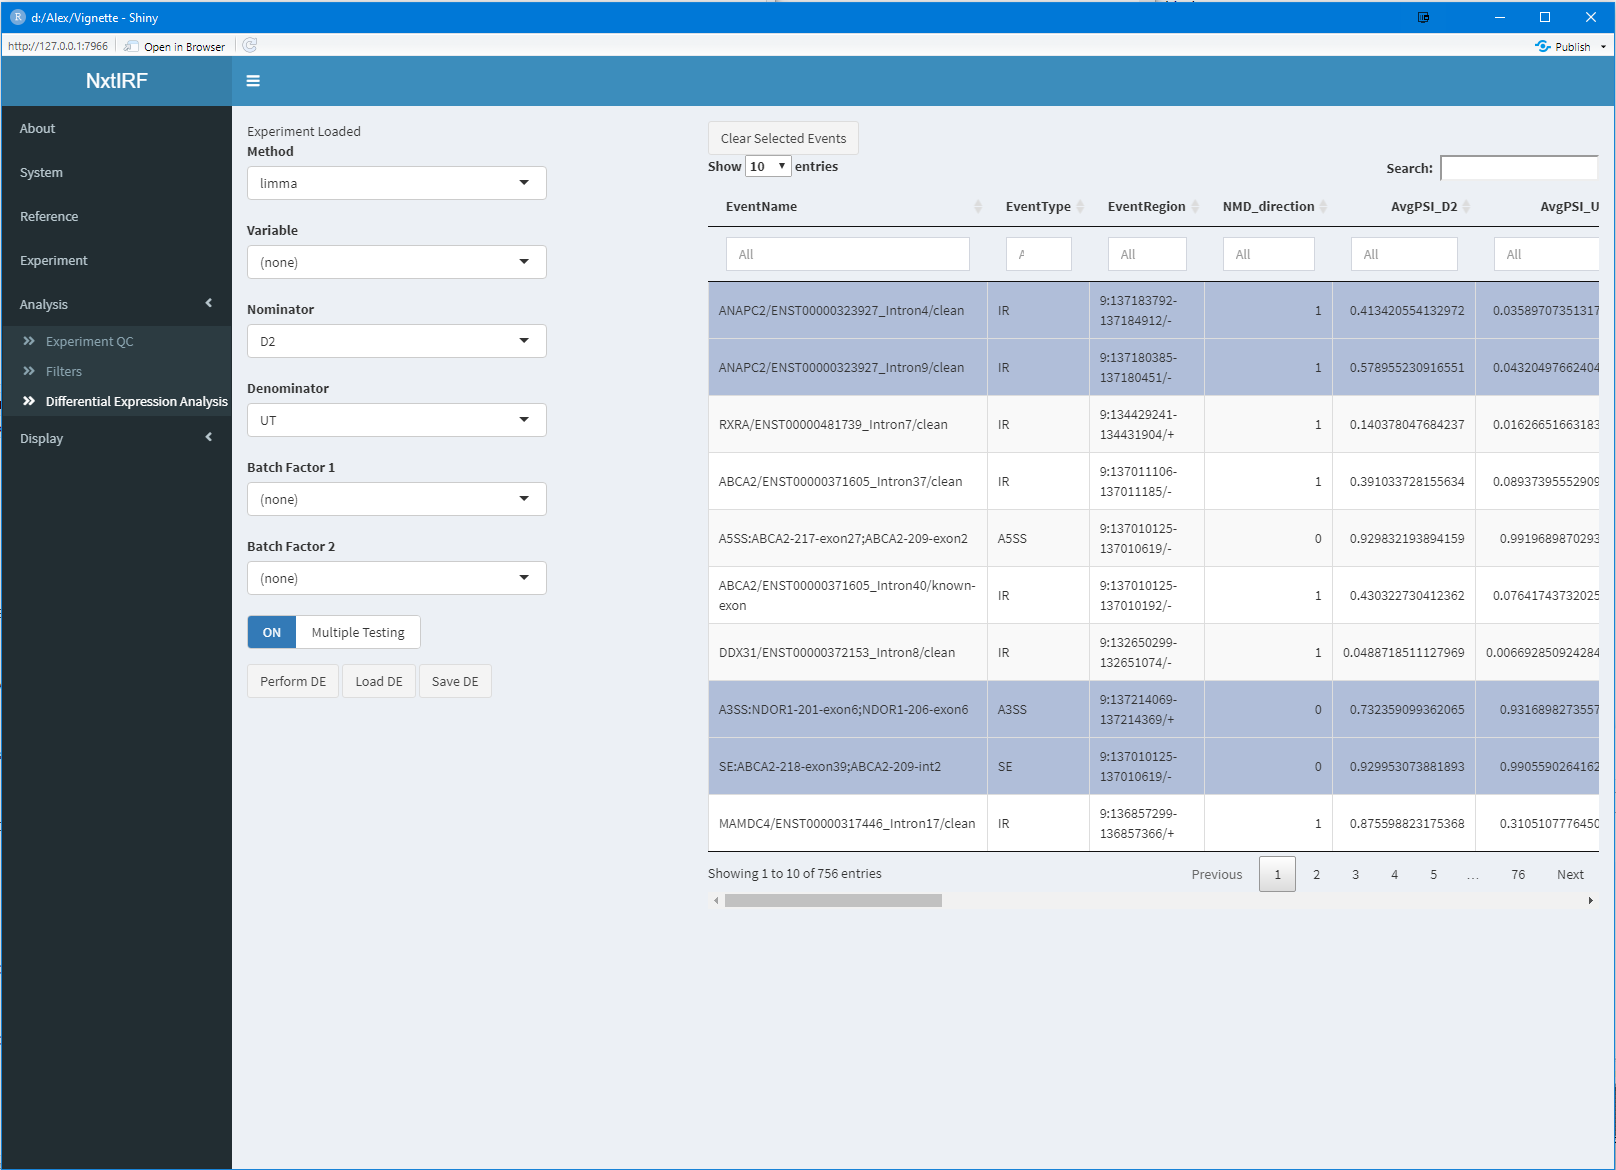 d:/Alex/Vignette - Shiny
http://127.0.0.1:7966 Open in Browser Publish
NxtIRF
About
System
Reference
Experiment
Analysis
Experiment QC
Filters
Differential Expression Analysis
Display
Experiment Loaded
Method
limma
Variable
(none)
Nominator
D2
Denominator
UT
Batch Factor 1
(none)
Batch Factor 2
(none)
ON Multiple Testing
Perform DE Load DE Save DE
Clear Selected Events
Show 10 entries
Search:
EventName EventType EventRegion NMD_direction AvgPSI_D2 AvgPSI_U
All All All All All
ANAPC2/ENST00000323927_Intron4/clean IR 9:137183792-
137184912/- 1 0.413420554132972 0.03589707351317
ANAPC2/ENST00000323927_Intron9/clean IR 9:137180385-
137180451/- 1 0.578955230916551 0.04320497662404
RXRA/ENST00000481739_Intron7/clean IR 9:134429241-
134431904/+ 1 0.140378047684237 0.01626651663183
ABCA2/ENST00000371605_Intron37/clean IR 9:137011106-
137011185/- 1 0.391033728155634 0.08937395552909
A5SS:ABCA2-217-exon27;ABCA2-209-exon2 A5SS 9:137010125-
137010619/- 0 0.929832193894159 0.9919689870293
ABCA2/ENST00000371605_Intron40/known-
exon IR 9:137010125-
137010192/- 1 0.430322730412362 0.07641743732025
DDX31/ENST00000372153_Intron8/clean IR 9:132650299-
132651074/- 1 0.0488718511127969 0.006692850924284
A3SS:NDOR1-201-exon6;NDOR1-206-exon6 A3SS 9:137214069-
137214369/+ 0 0.732359099362065 0.9316898273557
SE:ABCA2-218-exon39;ABCA2-209-int2 SE 9:137010125-
137010619/- 0 0.929953073881893 0.9905590264162
MAMDC4/ENST00000317446_Intron17/clean IR 9:136857299-
136857366/+ 1 0.875598823175368 0.3105107776450
Showing 1 to 10 of 756 entries
Previous 1 2 3 4 5 ... 76 Next